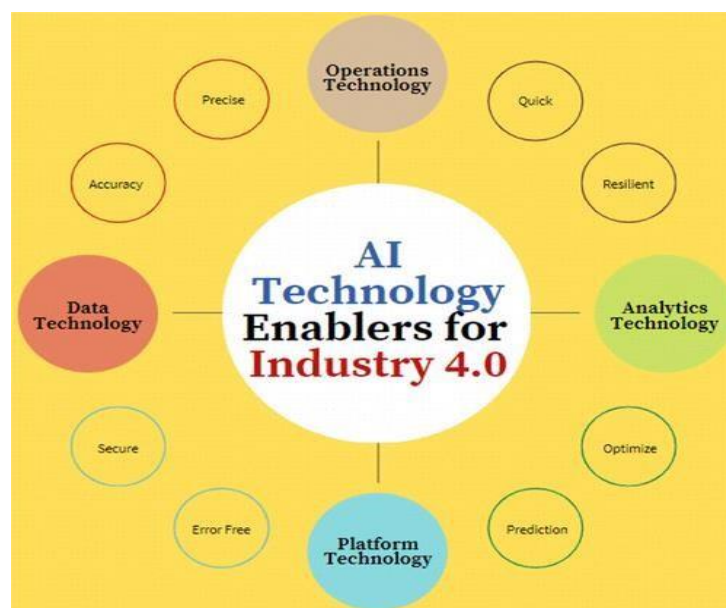 Operations
Technology
Precise
Quick
Accuracy
Resilient
AI
Technology
Enablers for
Industry 4.0
Data
Technology
Analytics
Technology
Secure
Optimize
Error Free
Prediction
Platform
Technology